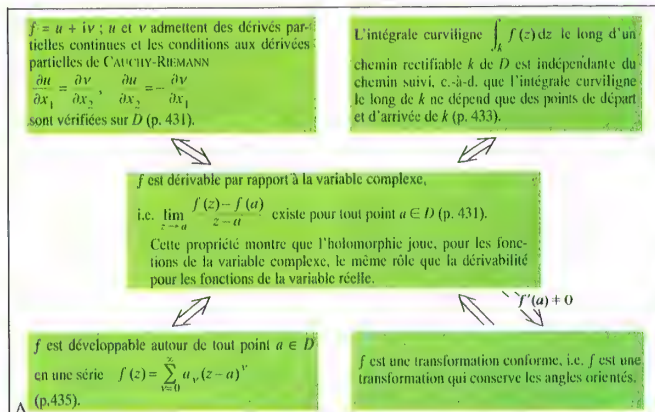 f = u + iν ; u et ν admettent des dérivés par-
tielles continues et les conditions aux dérivées
partielles de CAUCHY-RIEMANN
∂u/∂x₁ = ∂ν/∂x₂ , ∂u/∂x₂ = − ∂ν/∂x₁
sont vérifiées sur D (p. 431).
L'intégrale curviligne ∫ₖ f (z) dz le long d'un
chemin rectifiable k de D est indépendante du
chemin suivi, c.-à-d. que l'intégrale curviligne
le long de k ne dépend que des points de départ
et d'arrivée de k (p. 433).
f est dérivable par rapport à la variable complexe,
i.e. lim z→a (f (z) − f (a))/(z − a) existe pour tout point a ∈ D (p. 431).
Cette propriété montre que l'holomorphie joue, pour les fonc-
tions de la variable complexe, le même rôle que la dérivabilité
pour les fonctions de la variable réelle.
f'(a) ≠ 0
f est développable autour de tout point a ∈ D
en une série f (z) = ∑ ν=0 ∞ aν (z − a)^ν
(p.435).
f est une transformation conforme, i.e. f est une
transformation qui conserve les angles orientés.
A